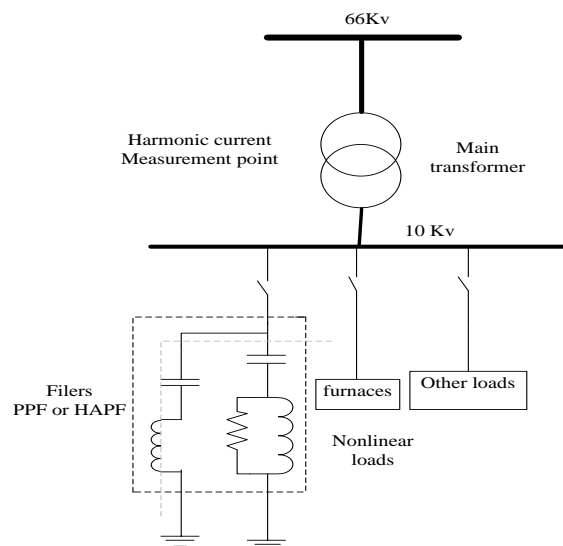 66Kv
Harmonic current
Measurement point
Main
transformer
10 Kv
Filers
PPF or HAPF
furnaces
Other loads
Nonlinear
loads